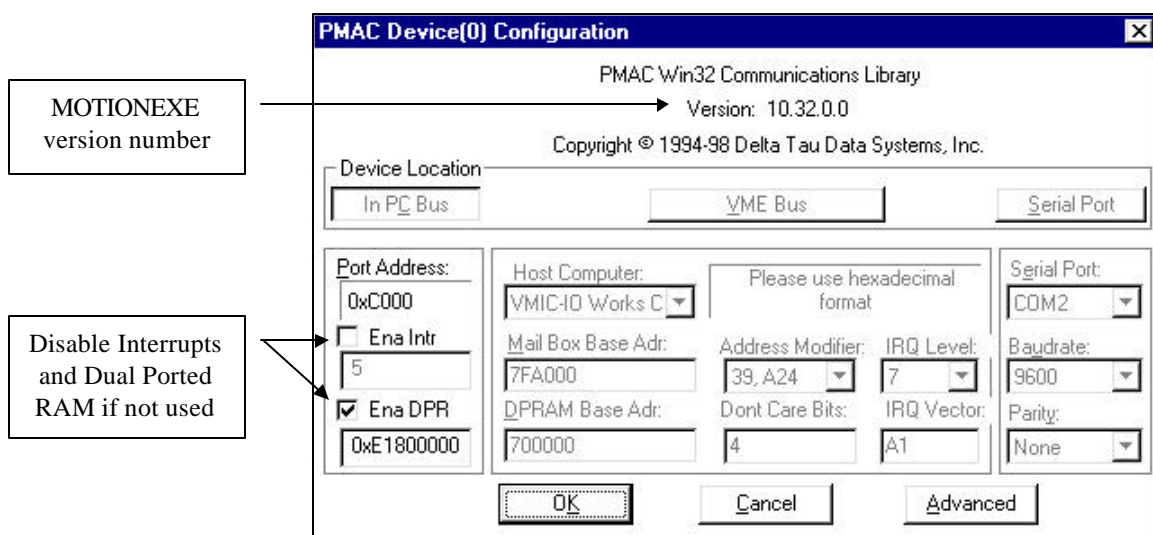 PMAC Device(0) Configuration
PMAC Win32 Communications Library
MOTIONEXE
version number
Version: 10.32.0.0
Copyright © 1994-98 Delta Tau Data Systems, Inc.
Device Location
In PC Bus
VME Bus
Serial Port
Port Address:
0xC000
Ena Intr
5
Ena DPR
0xE1800000
Disable Interrupts
and Dual Ported
RAM if not used
Host Computer:
VMIC-IO Works C
Please use hexadecimal
format
Mail Box Base Adr:
7FA000
Address Modifier:
39, A24
IRQ Level:
7
DPRAM Base Adr:
700000
Dont Care Bits:
4
IRQ Vector:
A1
Serial Port:
COM2
Baudrate:
9600
Parity:
None
OK
Cancel
Advanced